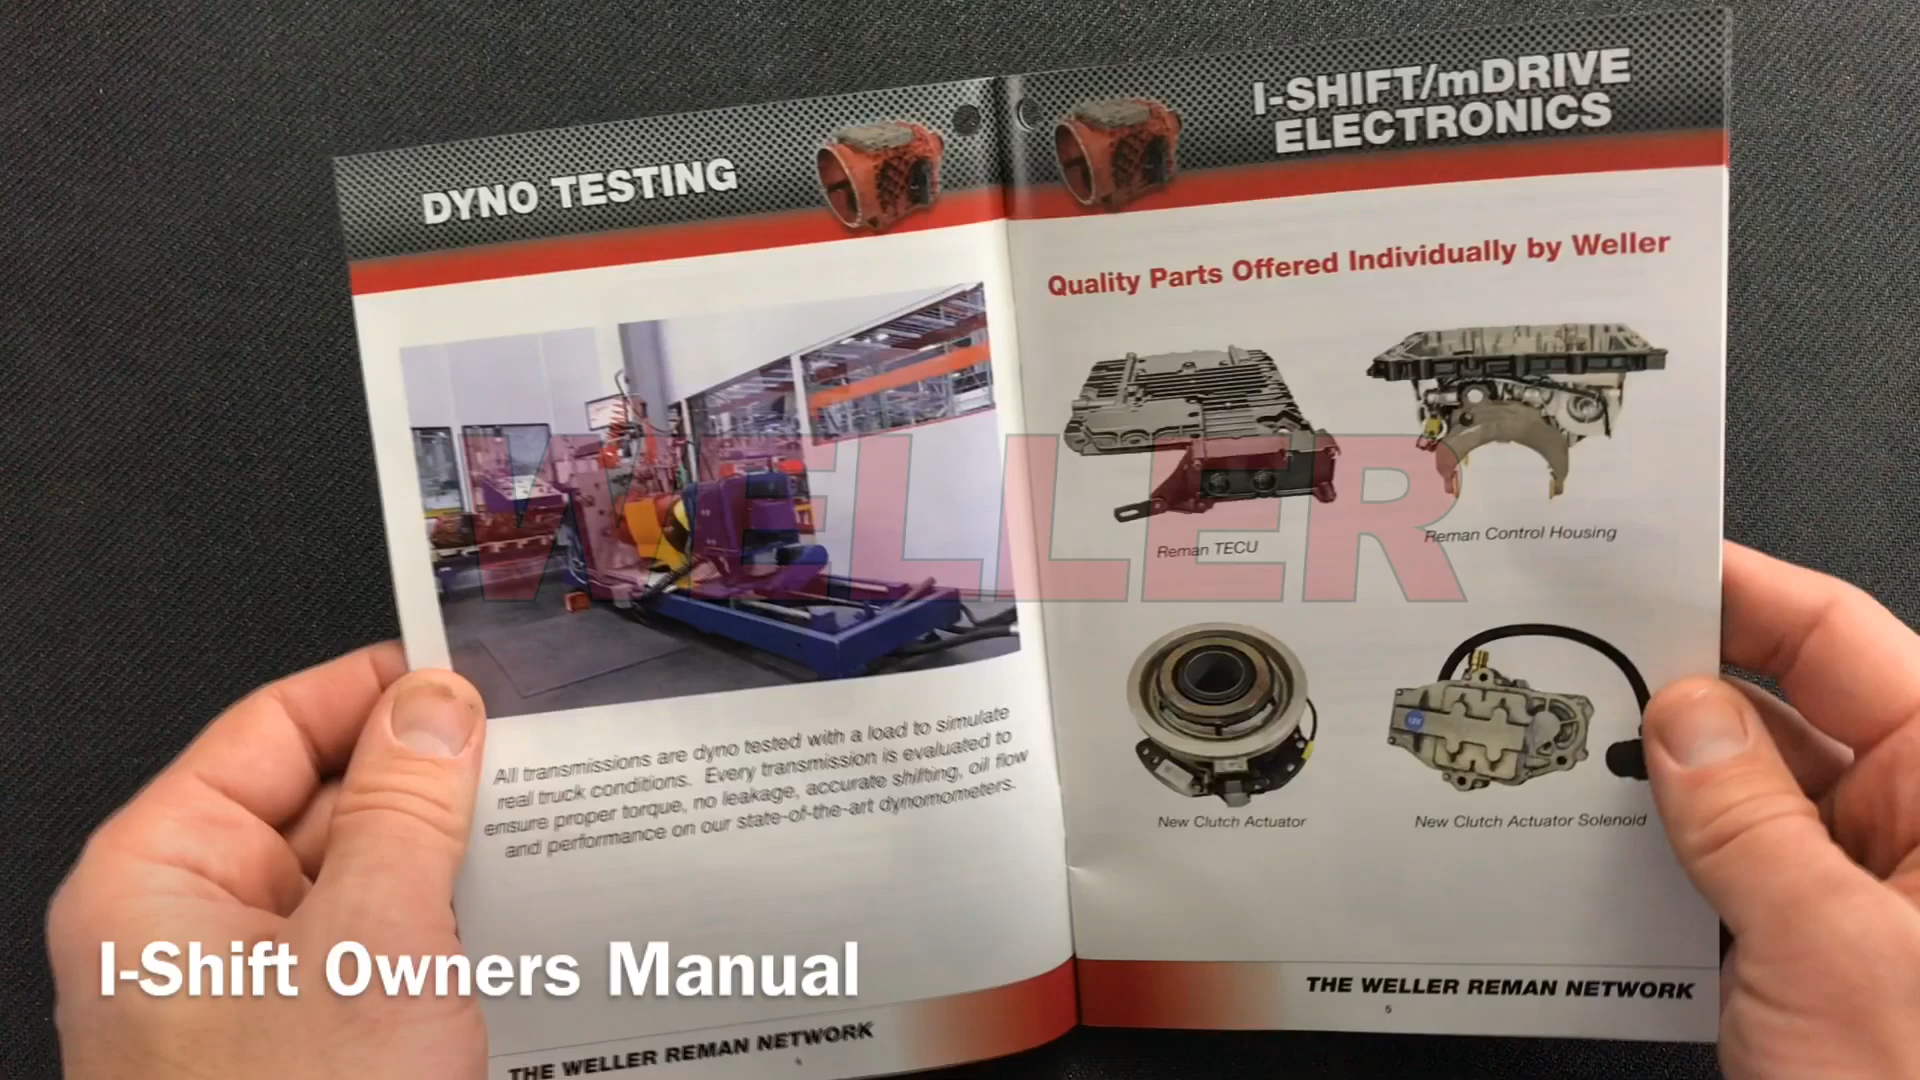 DYNO TESTING
All transmissions are dyno tested with a load to simulate
real truck conditions. Every transmission is evaluated to
ensure proper torque, no leakage, accurate shifting, oil flow
and performance on our state-of-the-art dynomometers.
THE WELLER REMAN NETWORK
4
I-SHIFT/mDRIVE
ELECTRONICS
Quality Parts Offered Individually by Weller
Reman TECU
Reman Control Housing
12V
New Clutch Actuator
New Clutch Actuator Solenoid
THE WELLER REMAN NETWORK
5
WELLER
I-Shift Owners Manual